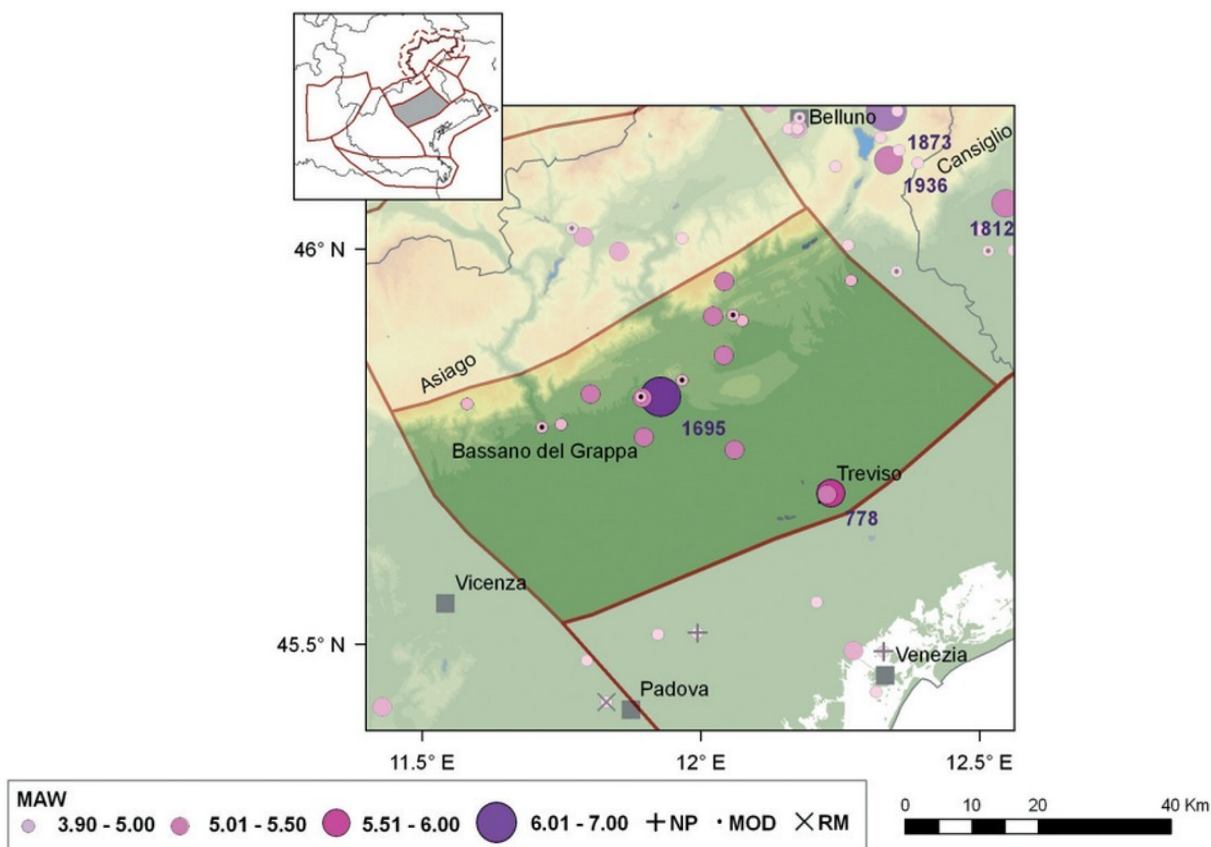 Belluno
1873
Cansiglio
1936
1812
46° N
Asiago
1695
Bassano del Grappa
Treviso
778
Vicenza
45.5° N
Venezia
Padova
11.5° E 12° E 12.5° E
MAW
3.90 - 5.00 5.01 - 5.50 5.51 - 6.00 6.01 - 7.00 NP MOD RM
0 10 20 40 Km